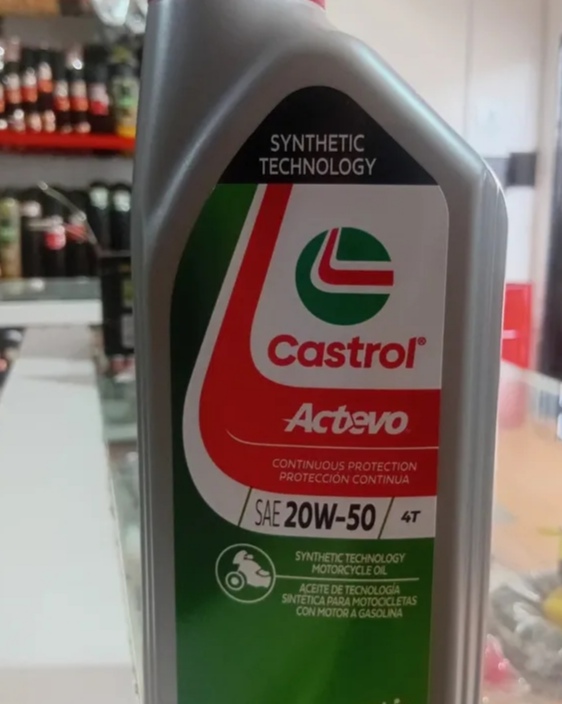 SYNTHETIC
TECHNOLOGY
Castrol®
Actevo
CONTINUOUS PROTECTION
PROTECCIÓN CONTINUA
SAE 20W-50 4T
SYNTHETIC TECHNOLOGY
MOTORCYCLE OIL
ACEITE DE TECNOLOGÍA
SINTÉTICA PARA MOTOCICLETAS
CON MOTOR A GASOLINA